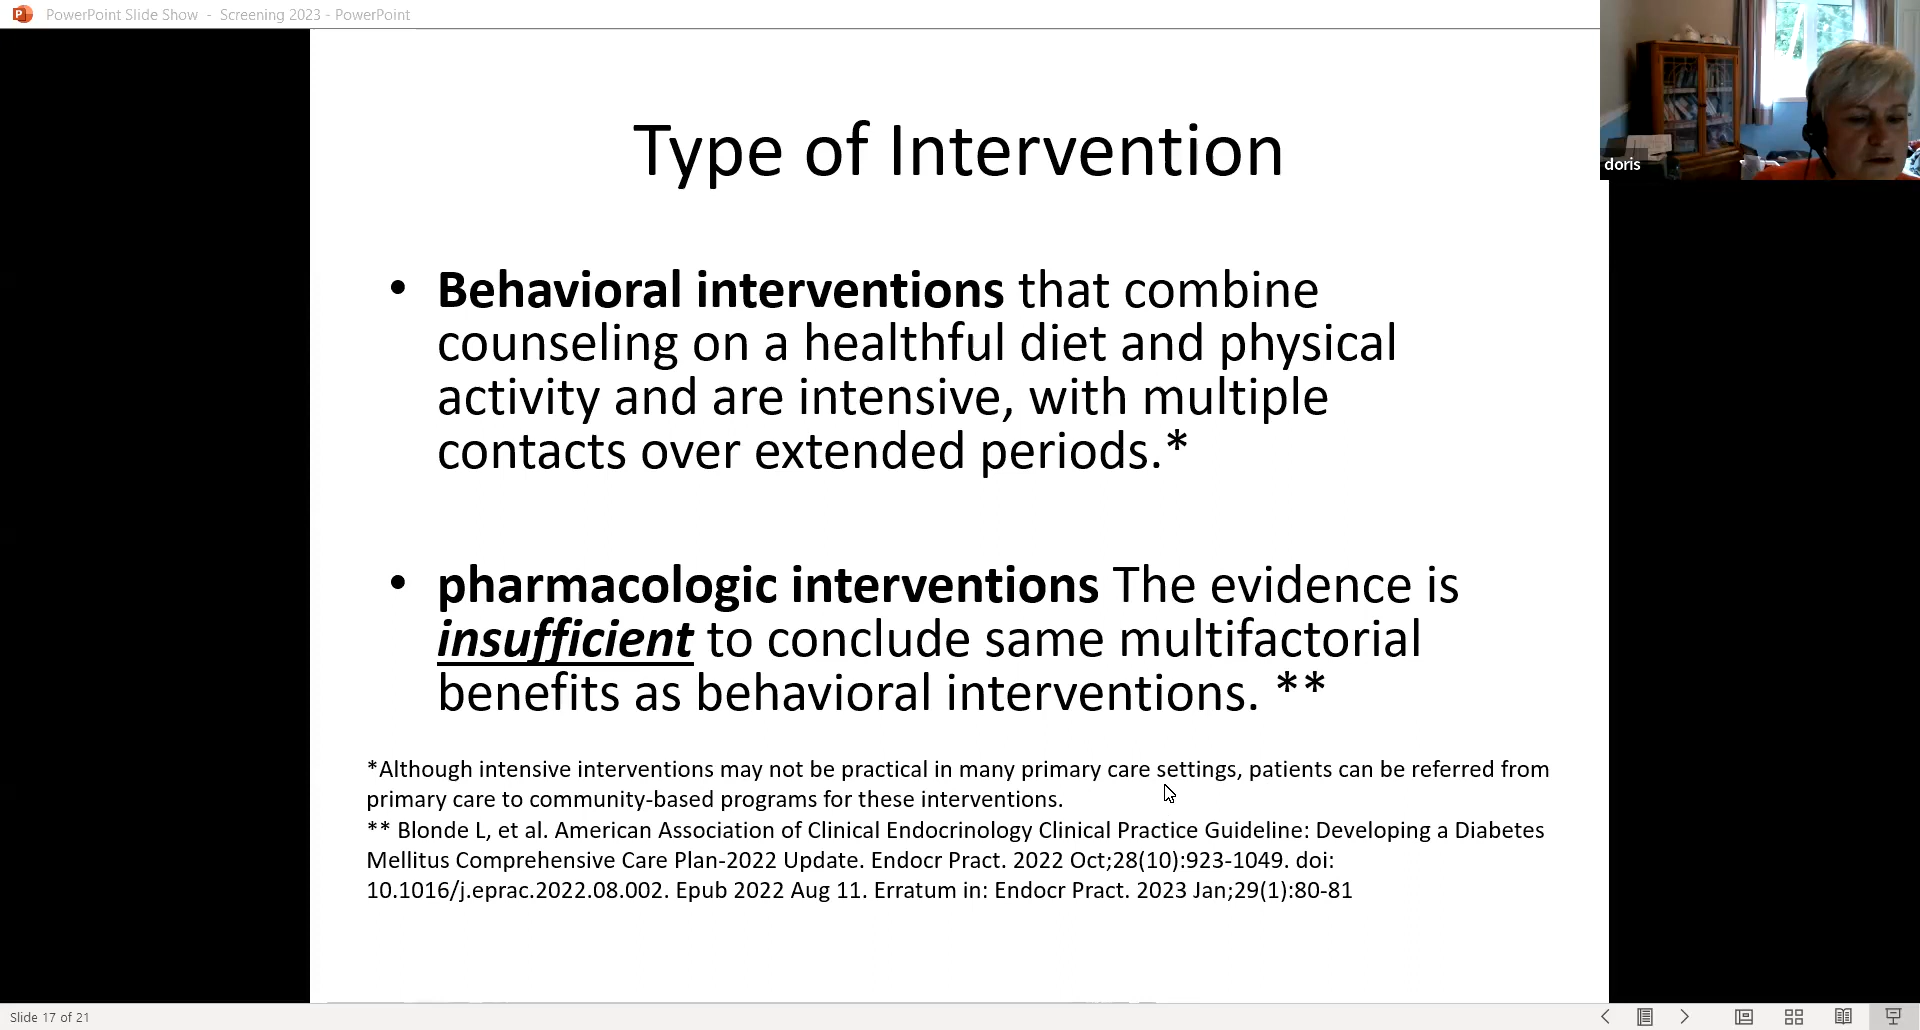 PowerPoint Slide Show - Screening 2023 - PowerPoint
doris
Type of Intervention
• Behavioral interventions that combine
counseling on a healthful diet and physical
activity and are intensive, with multiple
contacts over extended periods.*
• pharmacologic interventions The evidence is
insufficient to conclude same multifactorial
benefits as behavioral interventions. **
*Although intensive interventions may not be practical in many primary care settings, patients can be referred from
primary care to community-based programs for these interventions.
** Blonde L, et al. American Association of Clinical Endocrinology Clinical Practice Guideline: Developing a Diabetes
Mellitus Comprehensive Care Plan-2022 Update. Endocr Pract. 2022 Oct;28(10):923-1049. doi:
10.1016/j.eprac.2022.08.002. Epub 2022 Aug 11. Erratum in: Endocr Pract. 2023 Jan;29(1):80-81
Slide 17 of 21